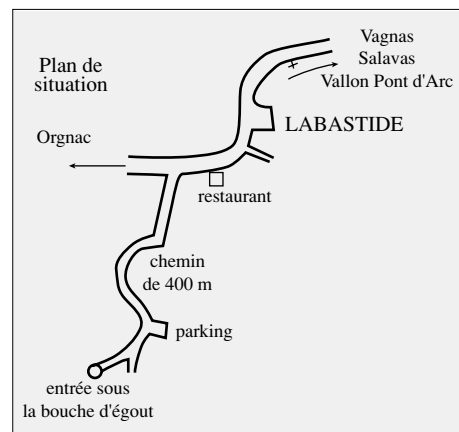 Vagnas
Salavas
Vallon Pont d'Arc
Plan de
situation
LABASTIDE
Orgnac
restaurant
chemin
de 400 m
parking
entrée sous
la bouche d'égout